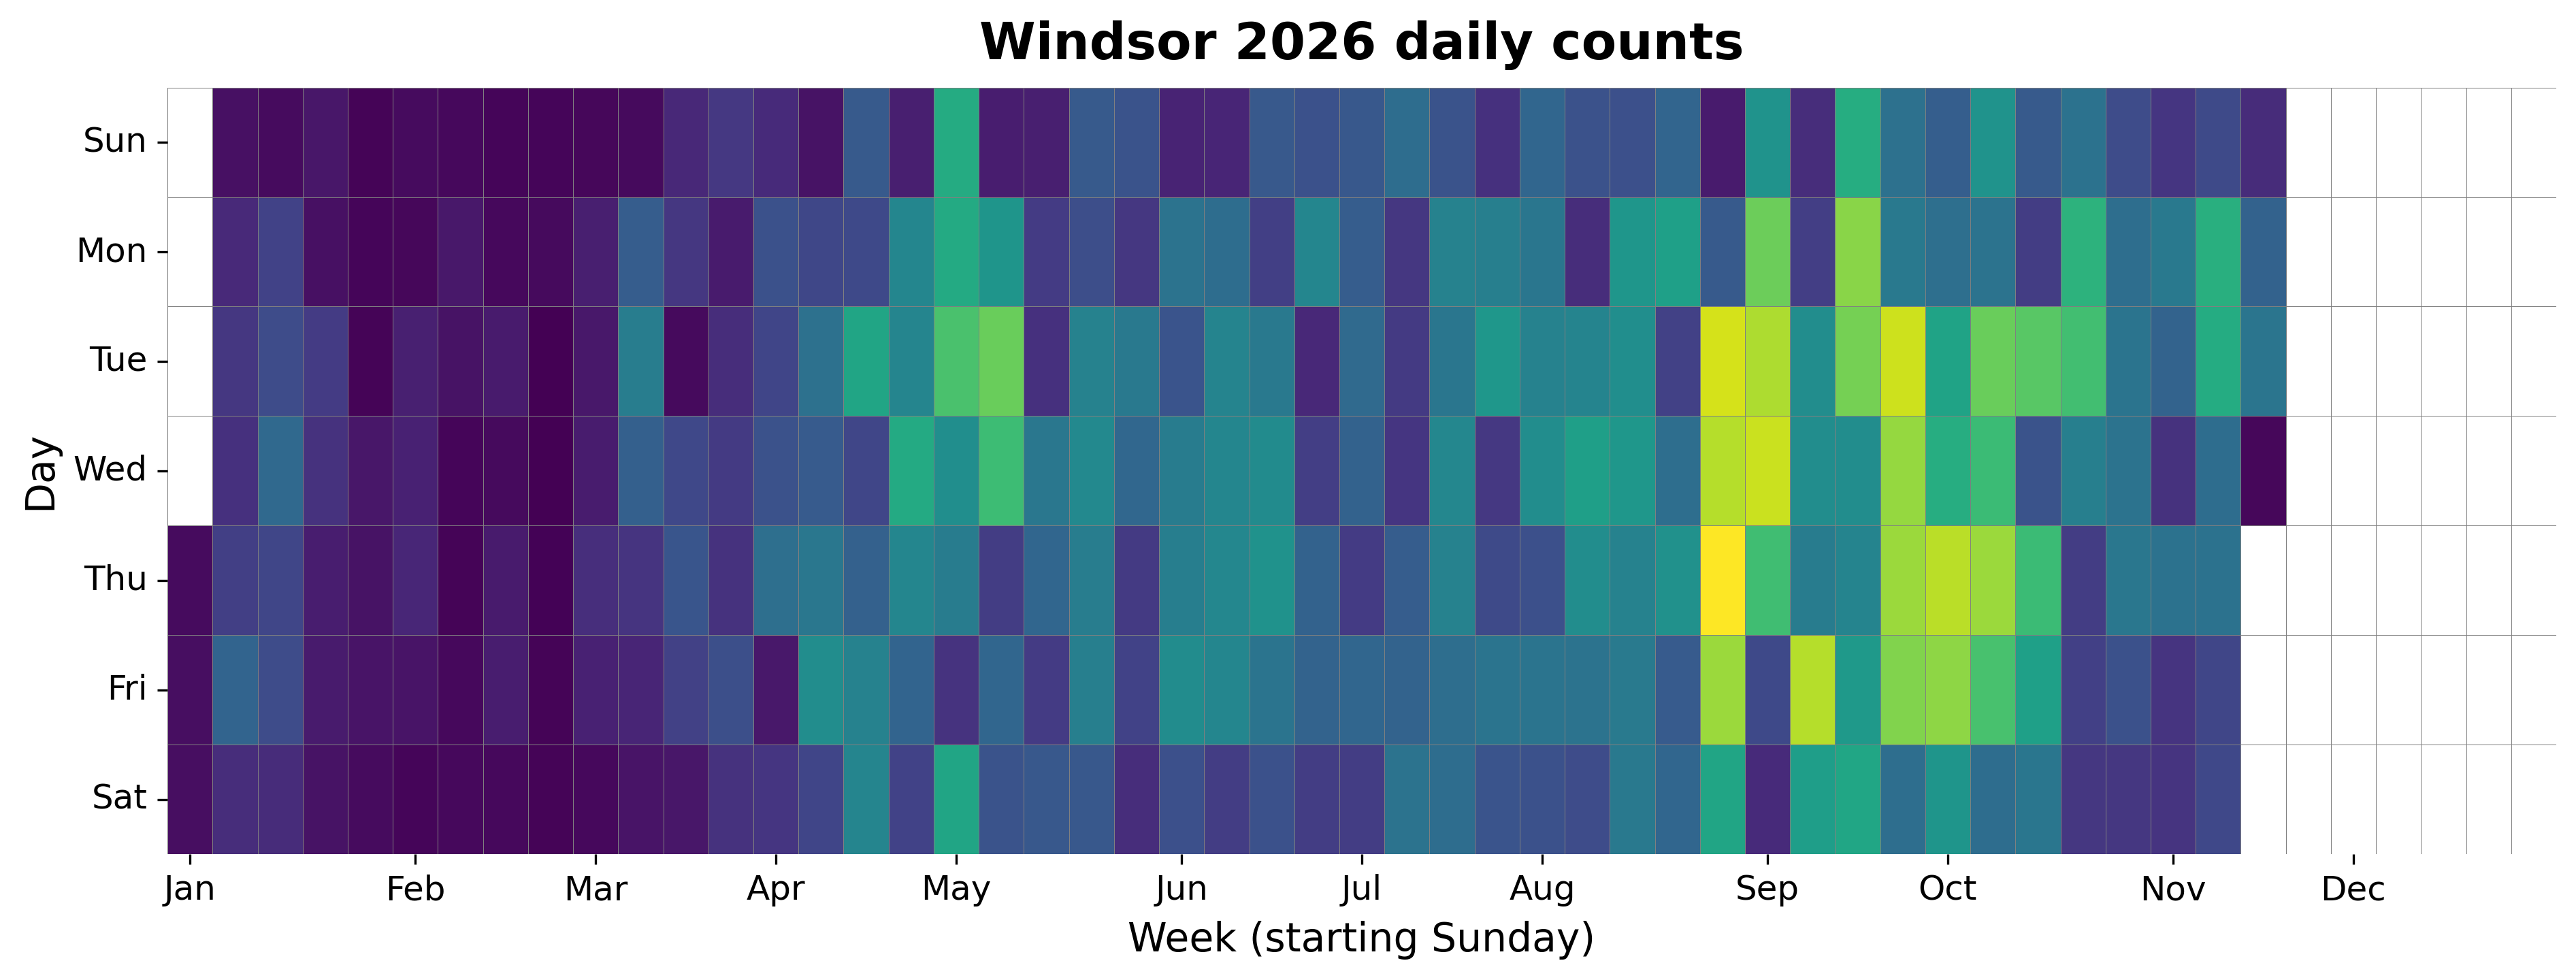 Windsor 2026 daily counts
Day
Sun
Mon
Tue
Wed
Thu
Fri
Sat
Jan Feb Mar Apr May Jun Jul Aug Sep Oct Nov Dec
Week (starting Sunday)